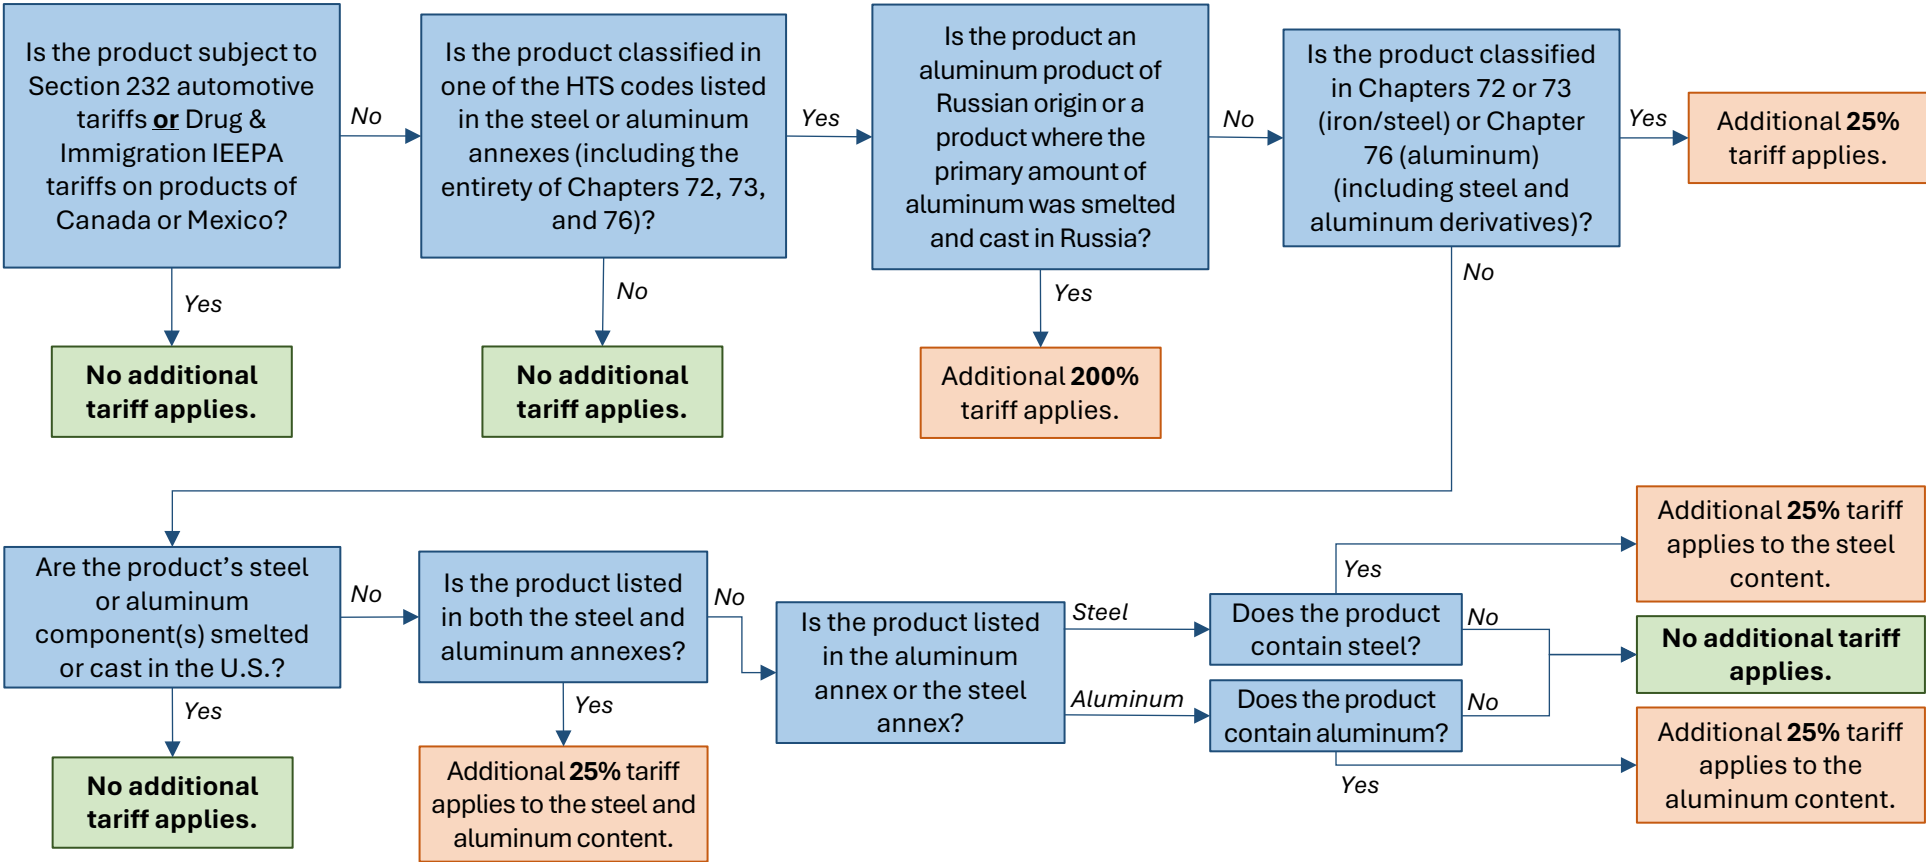 Is the product subject to
Section 232 automotive
tariffs or Drug &
Immigration IEEPA
tariffs on products of
Canada or Mexico?
No
Yes
No additional
tariff applies.
Is the product classified in
one of the HTS codes listed
in the steel or aluminum
annexes (including the
entirety of Chapters 72, 73,
and 76)?
Yes
No
No additional
tariff applies.
Is the product an
aluminum product of
Russian origin or a
product where the
primary amount of
aluminum was smelted
and cast in Russia?
No
Yes
Additional 200%
tariff applies.
Is the product classified
in Chapters 72 or 73
(iron/steel) or Chapter
76 (aluminum)
(including steel and
aluminum derivatives)?
Yes
No
Additional 25%
tariff applies.
Are the product's steel
or aluminum
component(s) smelted
or cast in the U.S.?
No
Yes
No additional
tariff applies.
Is the product listed
in both the steel and
aluminum annexes?
No
Yes
Additional 25% tariff
applies to the steel and
aluminum content.
Is the product listed
in the aluminum
annex or the steel
annex?
Steel
Aluminum
Does the product
contain steel?
Yes
No
Does the product
contain aluminum?
No
Yes
Additional 25% tariff
applies to the steel
content.
No additional tariff
applies.
Additional 25% tariff
applies to the
aluminum content.